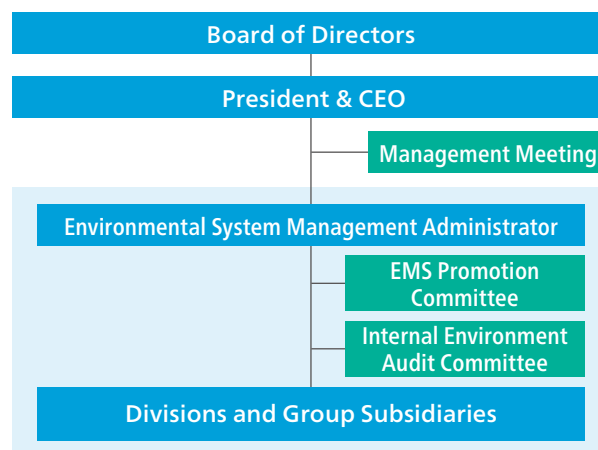 Board of Directors
President & CEO
Management Meeting
Environmental System Management Administrator
EMS Promotion
Committee
Internal Environment
Audit Committee
Divisions and Group Subsidiaries